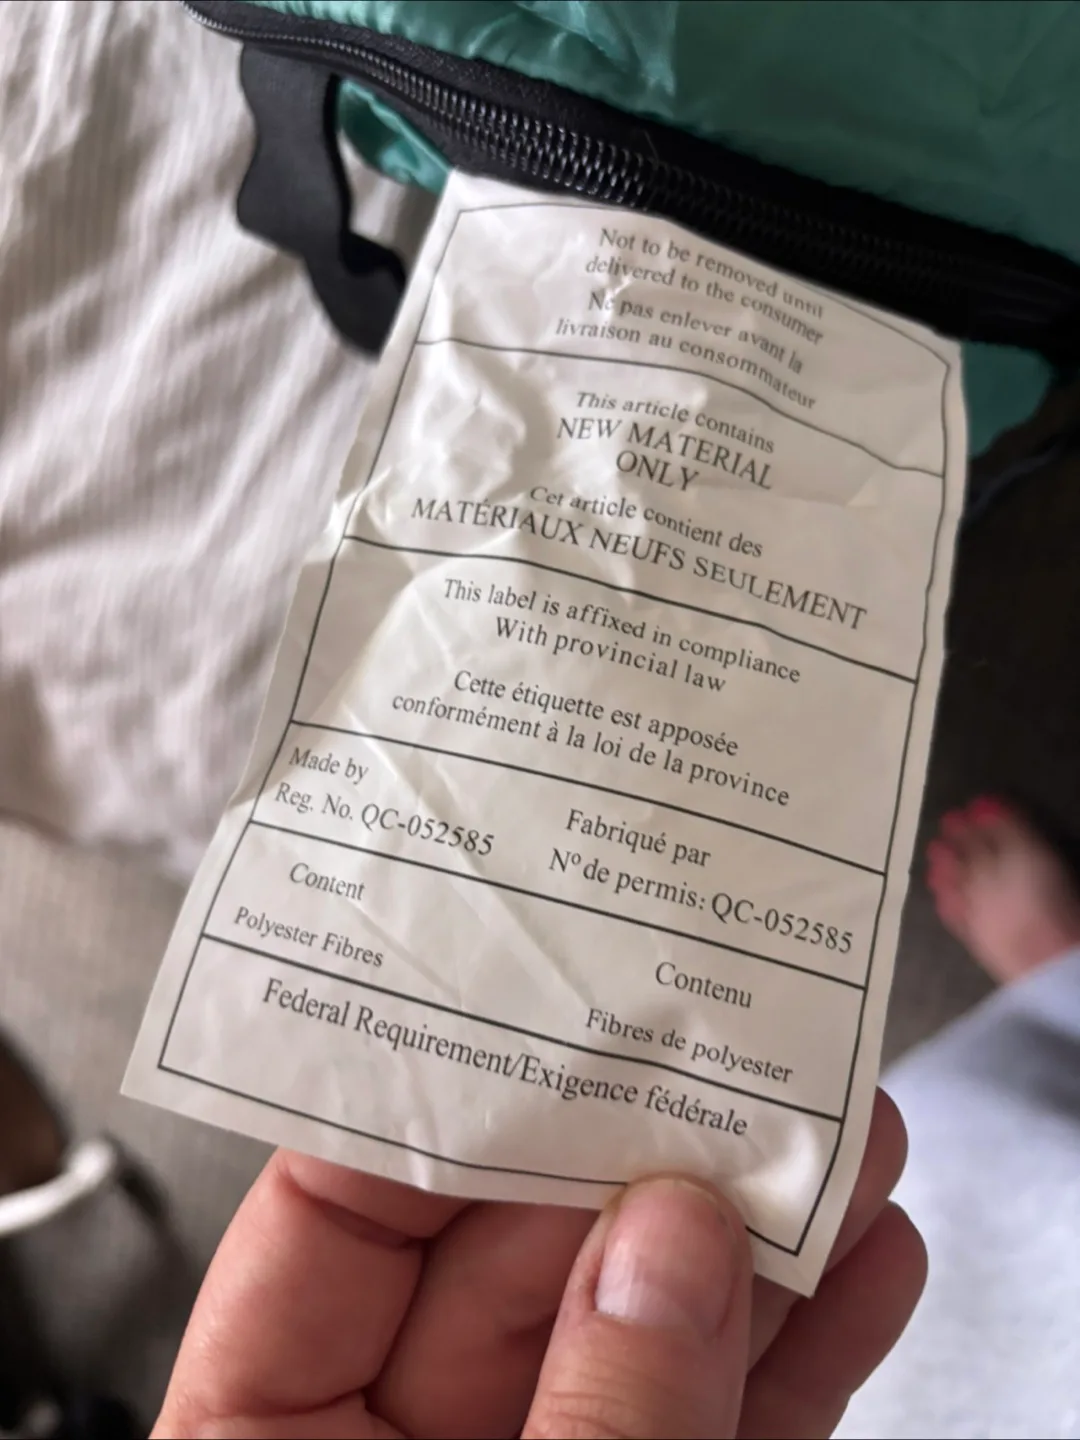 Not to be removed until
delivered to the consumer
Ne pas enlever avant la
livraison au consommateur
This article contains
NEW MATERIAL
ONLY
Cet article contient des
MATÉRIAUX NEUFS SEULEMENT
This label is affixed in compliance
With provincial law
Cette étiquette est apposée
conformément à la loi de la province
Made by
Reg. No. QC-052585
Fabriqué par
Nº de permis: QC-052585
Content
Polyester Fibres
Contenu
Fibres de polyester
Federal Requirement/Exigence fédérale